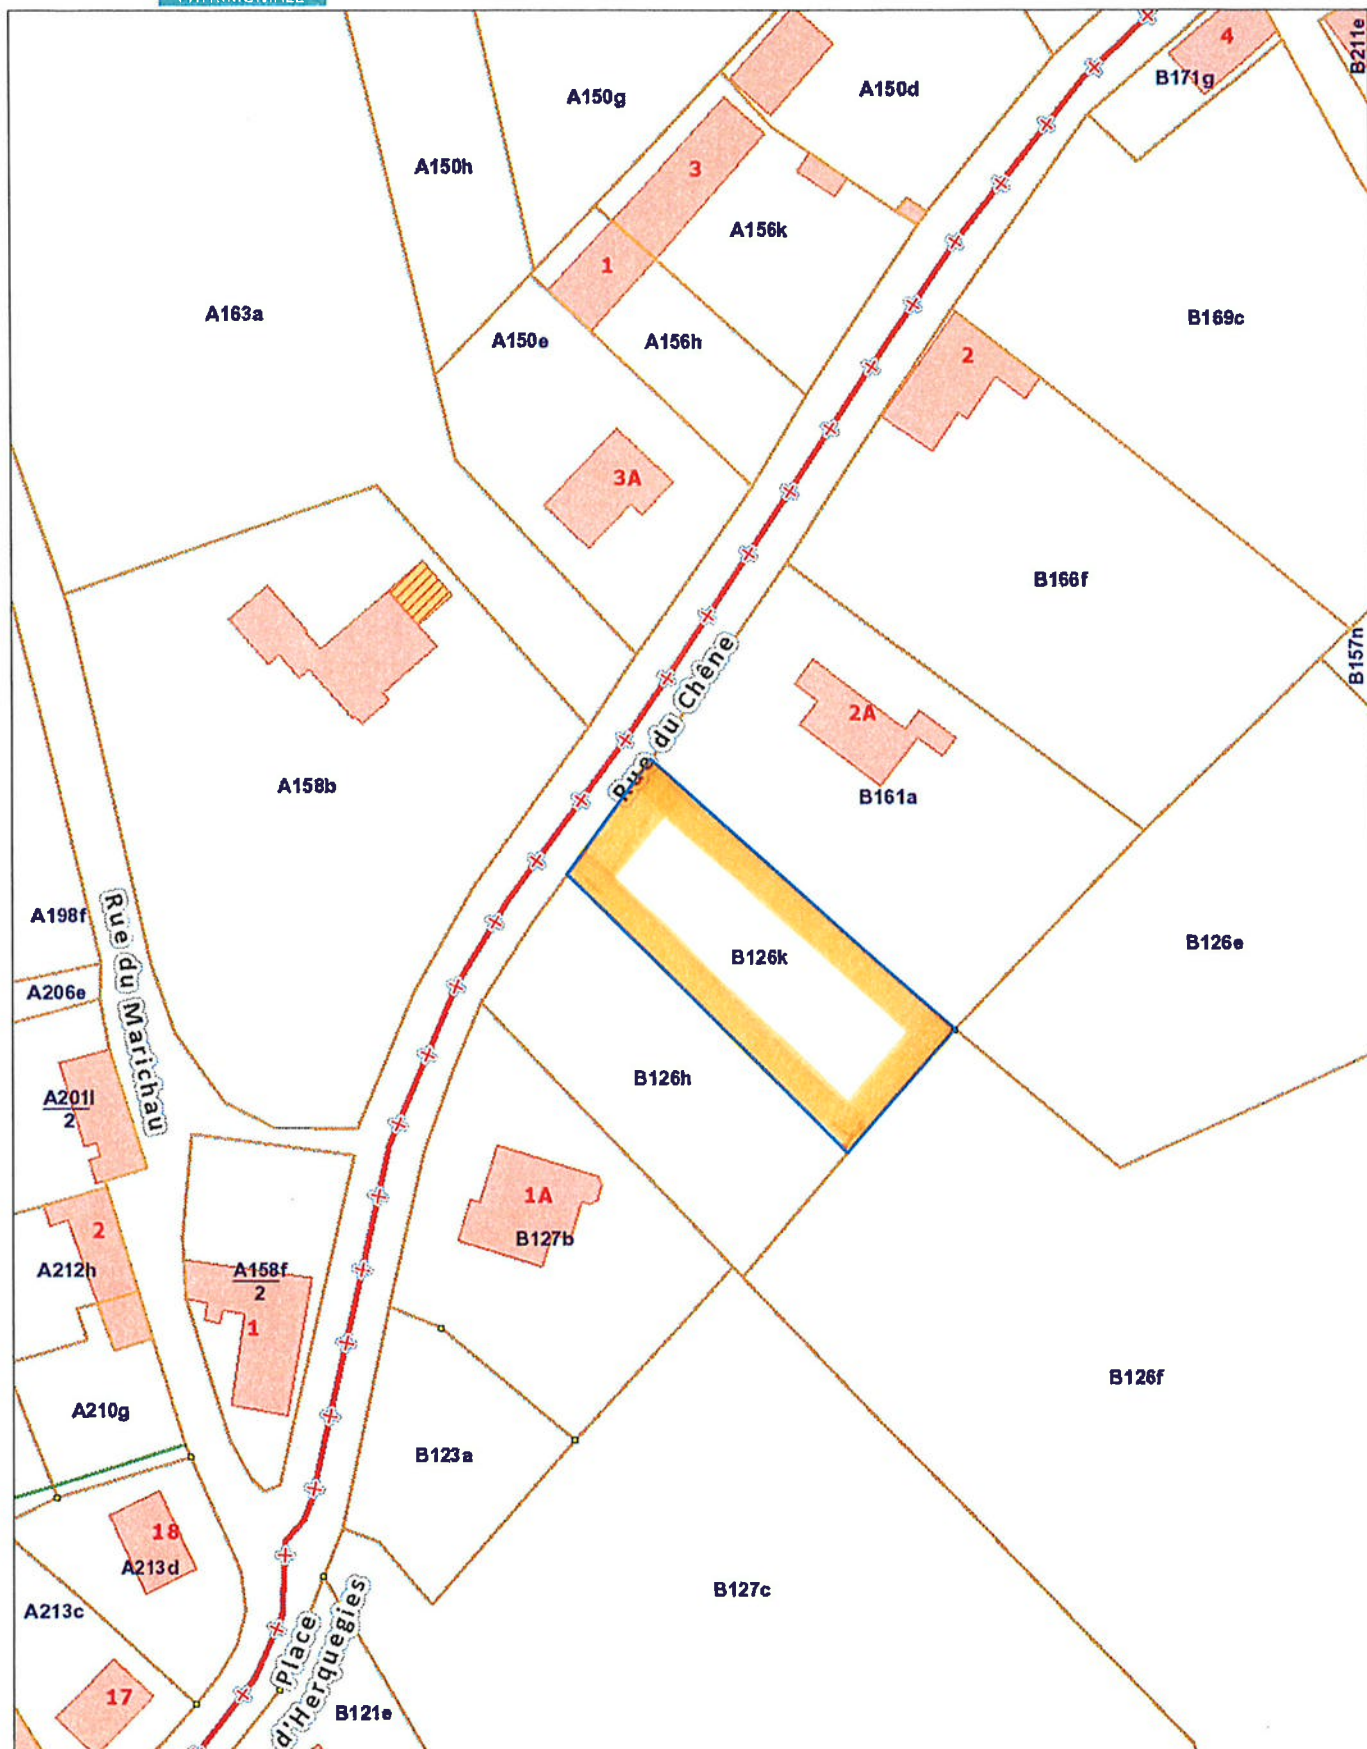 PATRIMONIALE
4
B211e
A150g
A150d
B171g
A150h
3
A156k
1
A163a
B169c
A150e
A156h
2
3A
B166f
B157n
Rue du Chêne
2A
A158b
B161a
Rue du Marichau
A198f
B126k
B126e
A206e
B126h
A201l
2
1A
2
B127b
A212h
A158f
2
1
B126f
A210g
B123a
18
A213d
B127c
A213c
Place
d'Herquegies
17
B121e